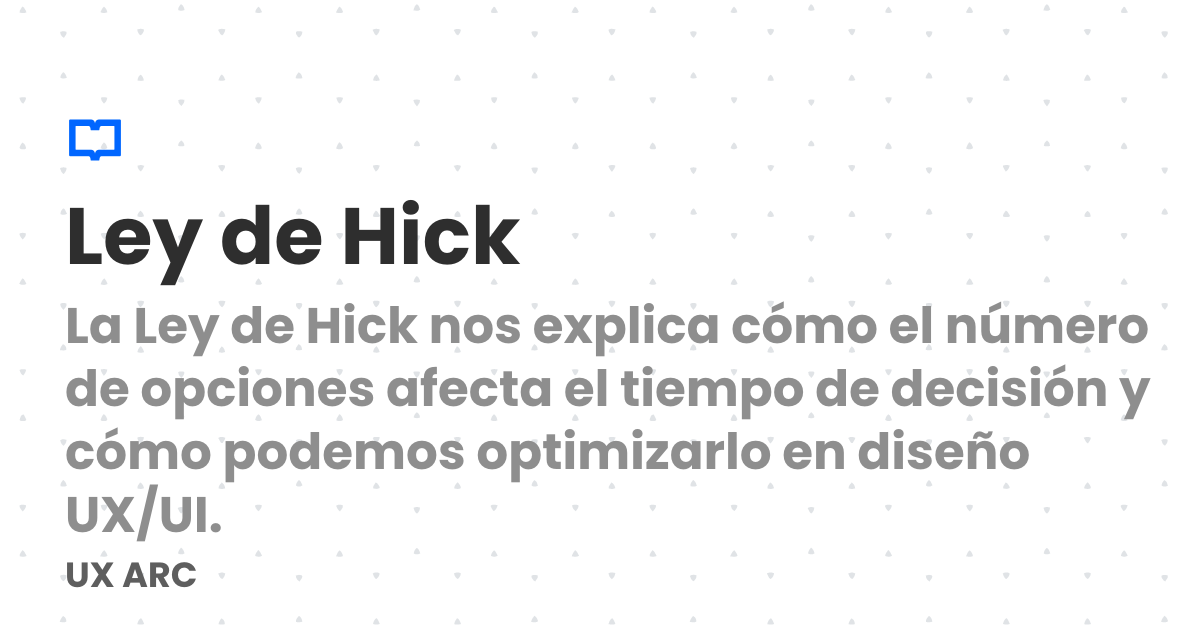 Ley de Hick
La Ley de Hick nos explica cómo el número
de opciones afecta el tiempo de decisión y
cómo podemos optimizarlo en diseño
UX/UI.
UX ARC